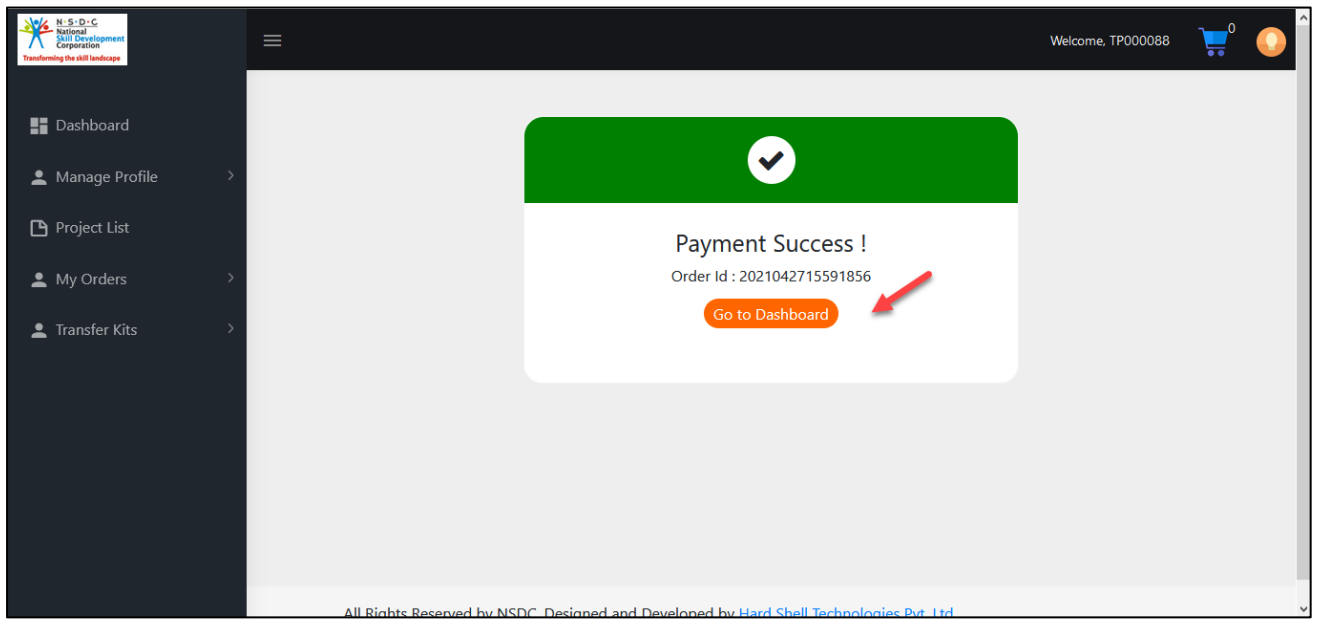 N·S·D·C
National
Skill Development
Corporation
Transforming the skill landscape
Welcome, TP000088
0
Dashboard
Manage Profile
Project List
My Orders
Transfer Kits
Payment Success !
Order Id : 2021042715591856
Go to Dashboard
All Rights Reserved by NSDC. Designed and Developed by Hard Shell Technologies Pvt. Ltd.